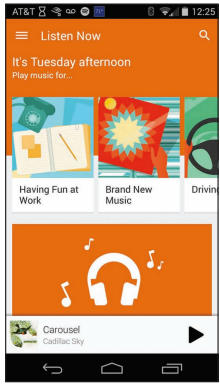 AT&T 12:25
Listen Now
It's Tuesday afternoon
Play music for...
Having Fun at
Work
Brand New
Music
Driving
Carousel
Cadillac Sky